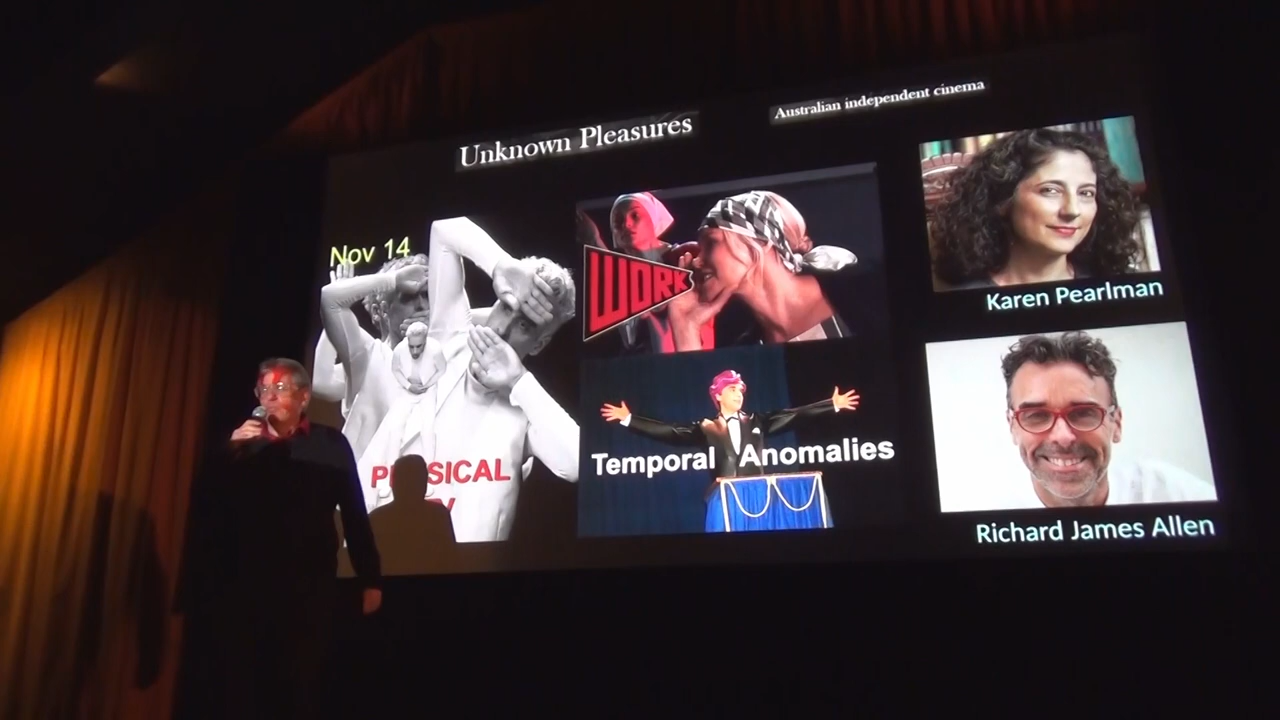 Unknown Pleasures
Australian independent cinema
Nov 14
WORK
Karen Pearlman
Temporal Anomalies
Richard James Allen